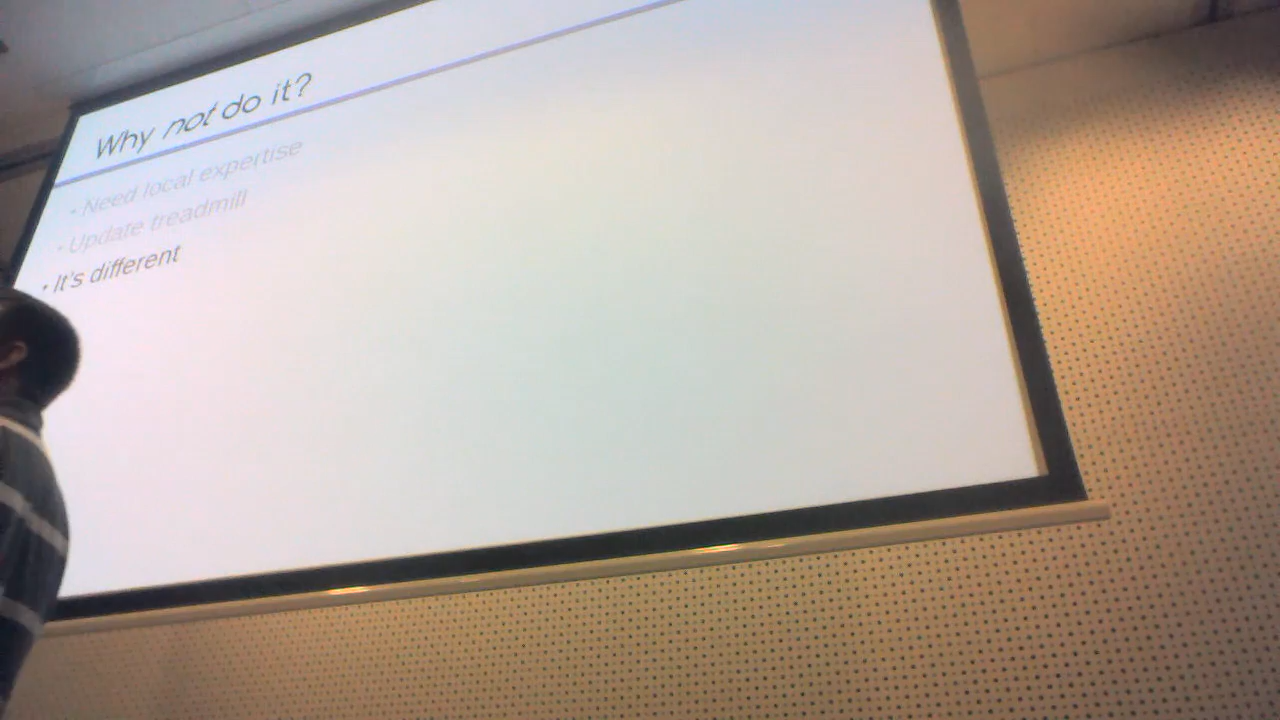 Why not do it?
• Need local expertise
• Update treadmill
• It's different